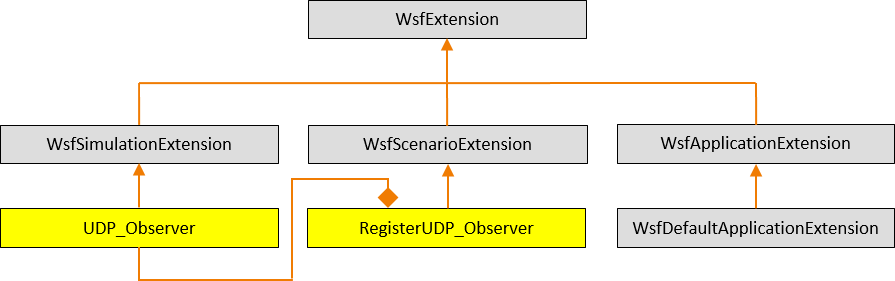 WsfExtension
WsfSimulationExtension
WsfScenarioExtension
WsfApplicationExtension
UDP_Observer
RegisterUDP_Observer
WsfDefaultApplicationExtension